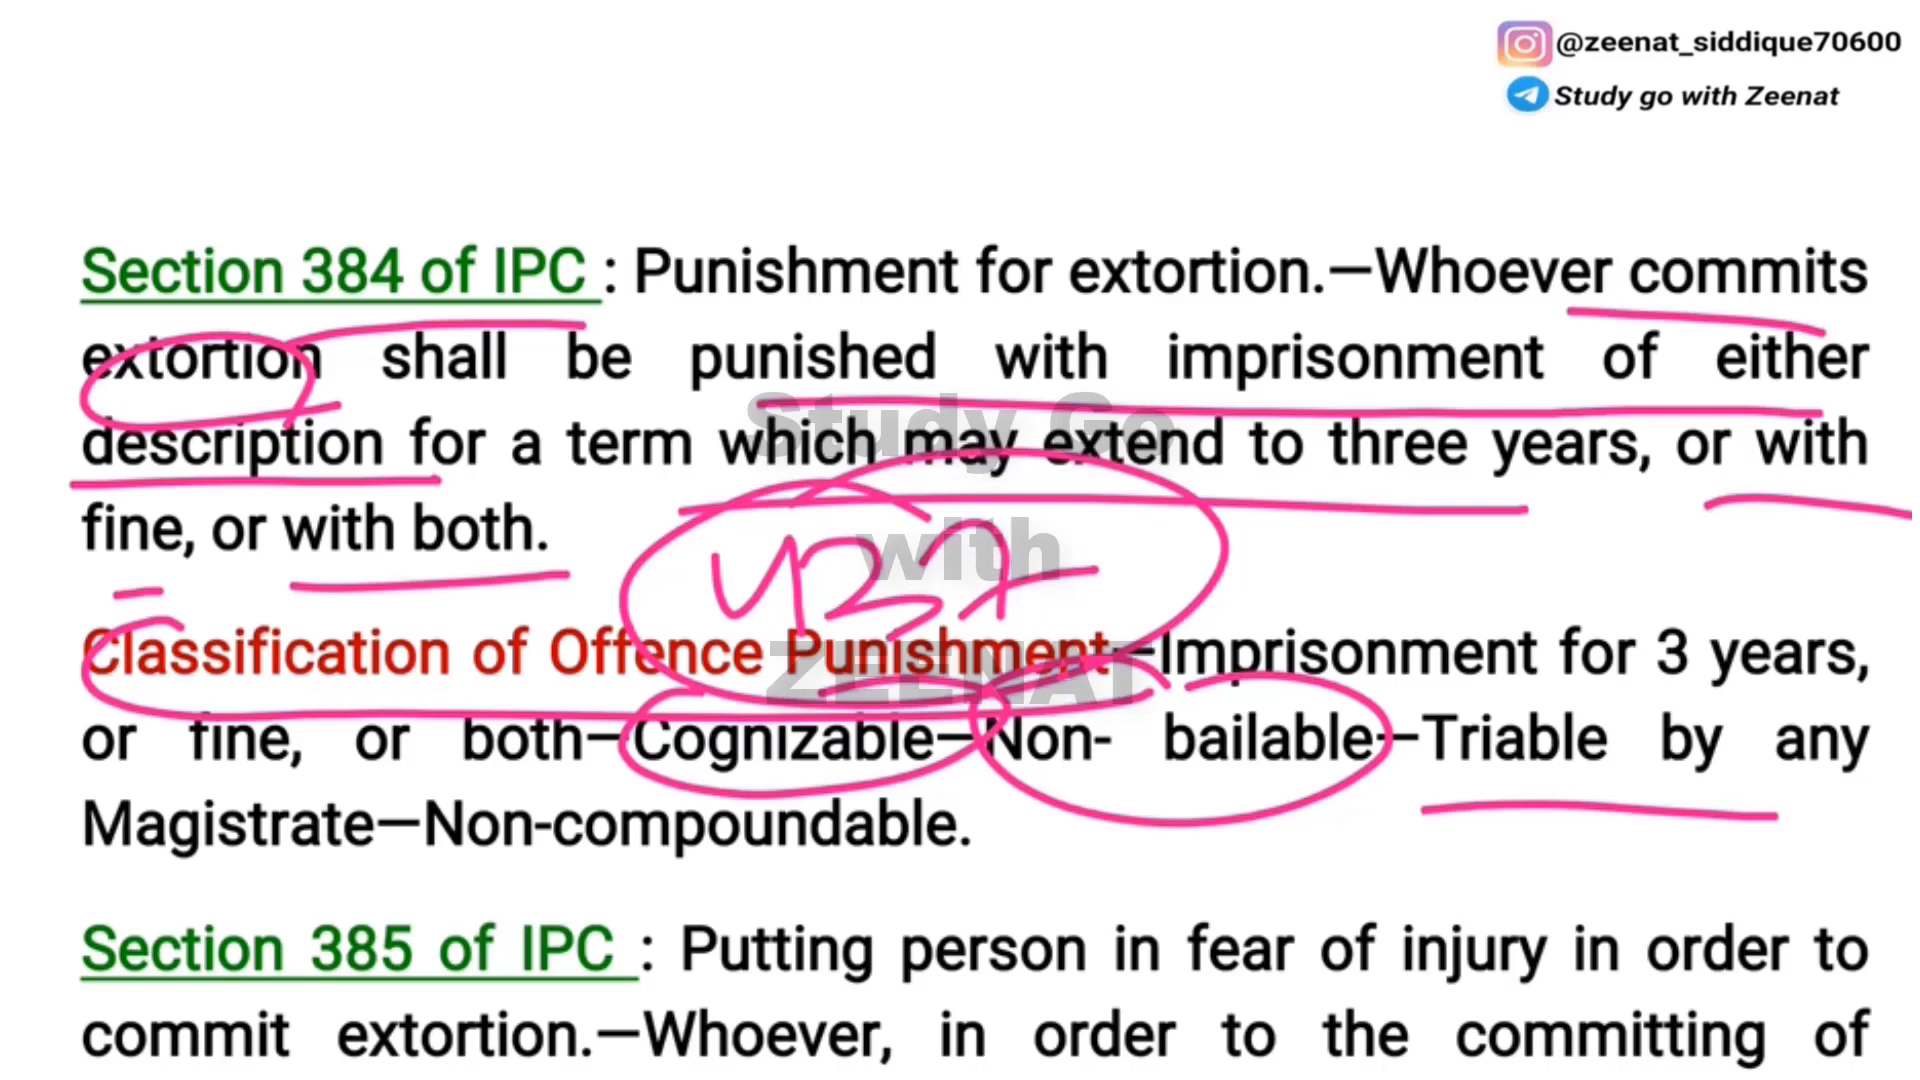 @zeenat_siddique70600
Study go with Zeenat
Section 384 of IPC : Punishment for extortion.—Whoever commits
extortion shall be punished with imprisonment of either
description for a term which may extend to three years, or with
fine, or with both.
Classification of Offence Punishment—Imprisonment for 3 years,
or fine, or both—Cognizable—Non- bailable—Triable by any
Magistrate—Non-compoundable.
Section 385 of IPC : Putting person in fear of injury in order to
commit extortion.—Whoever, in order to the committing of
Study Go
with
ZEENAT